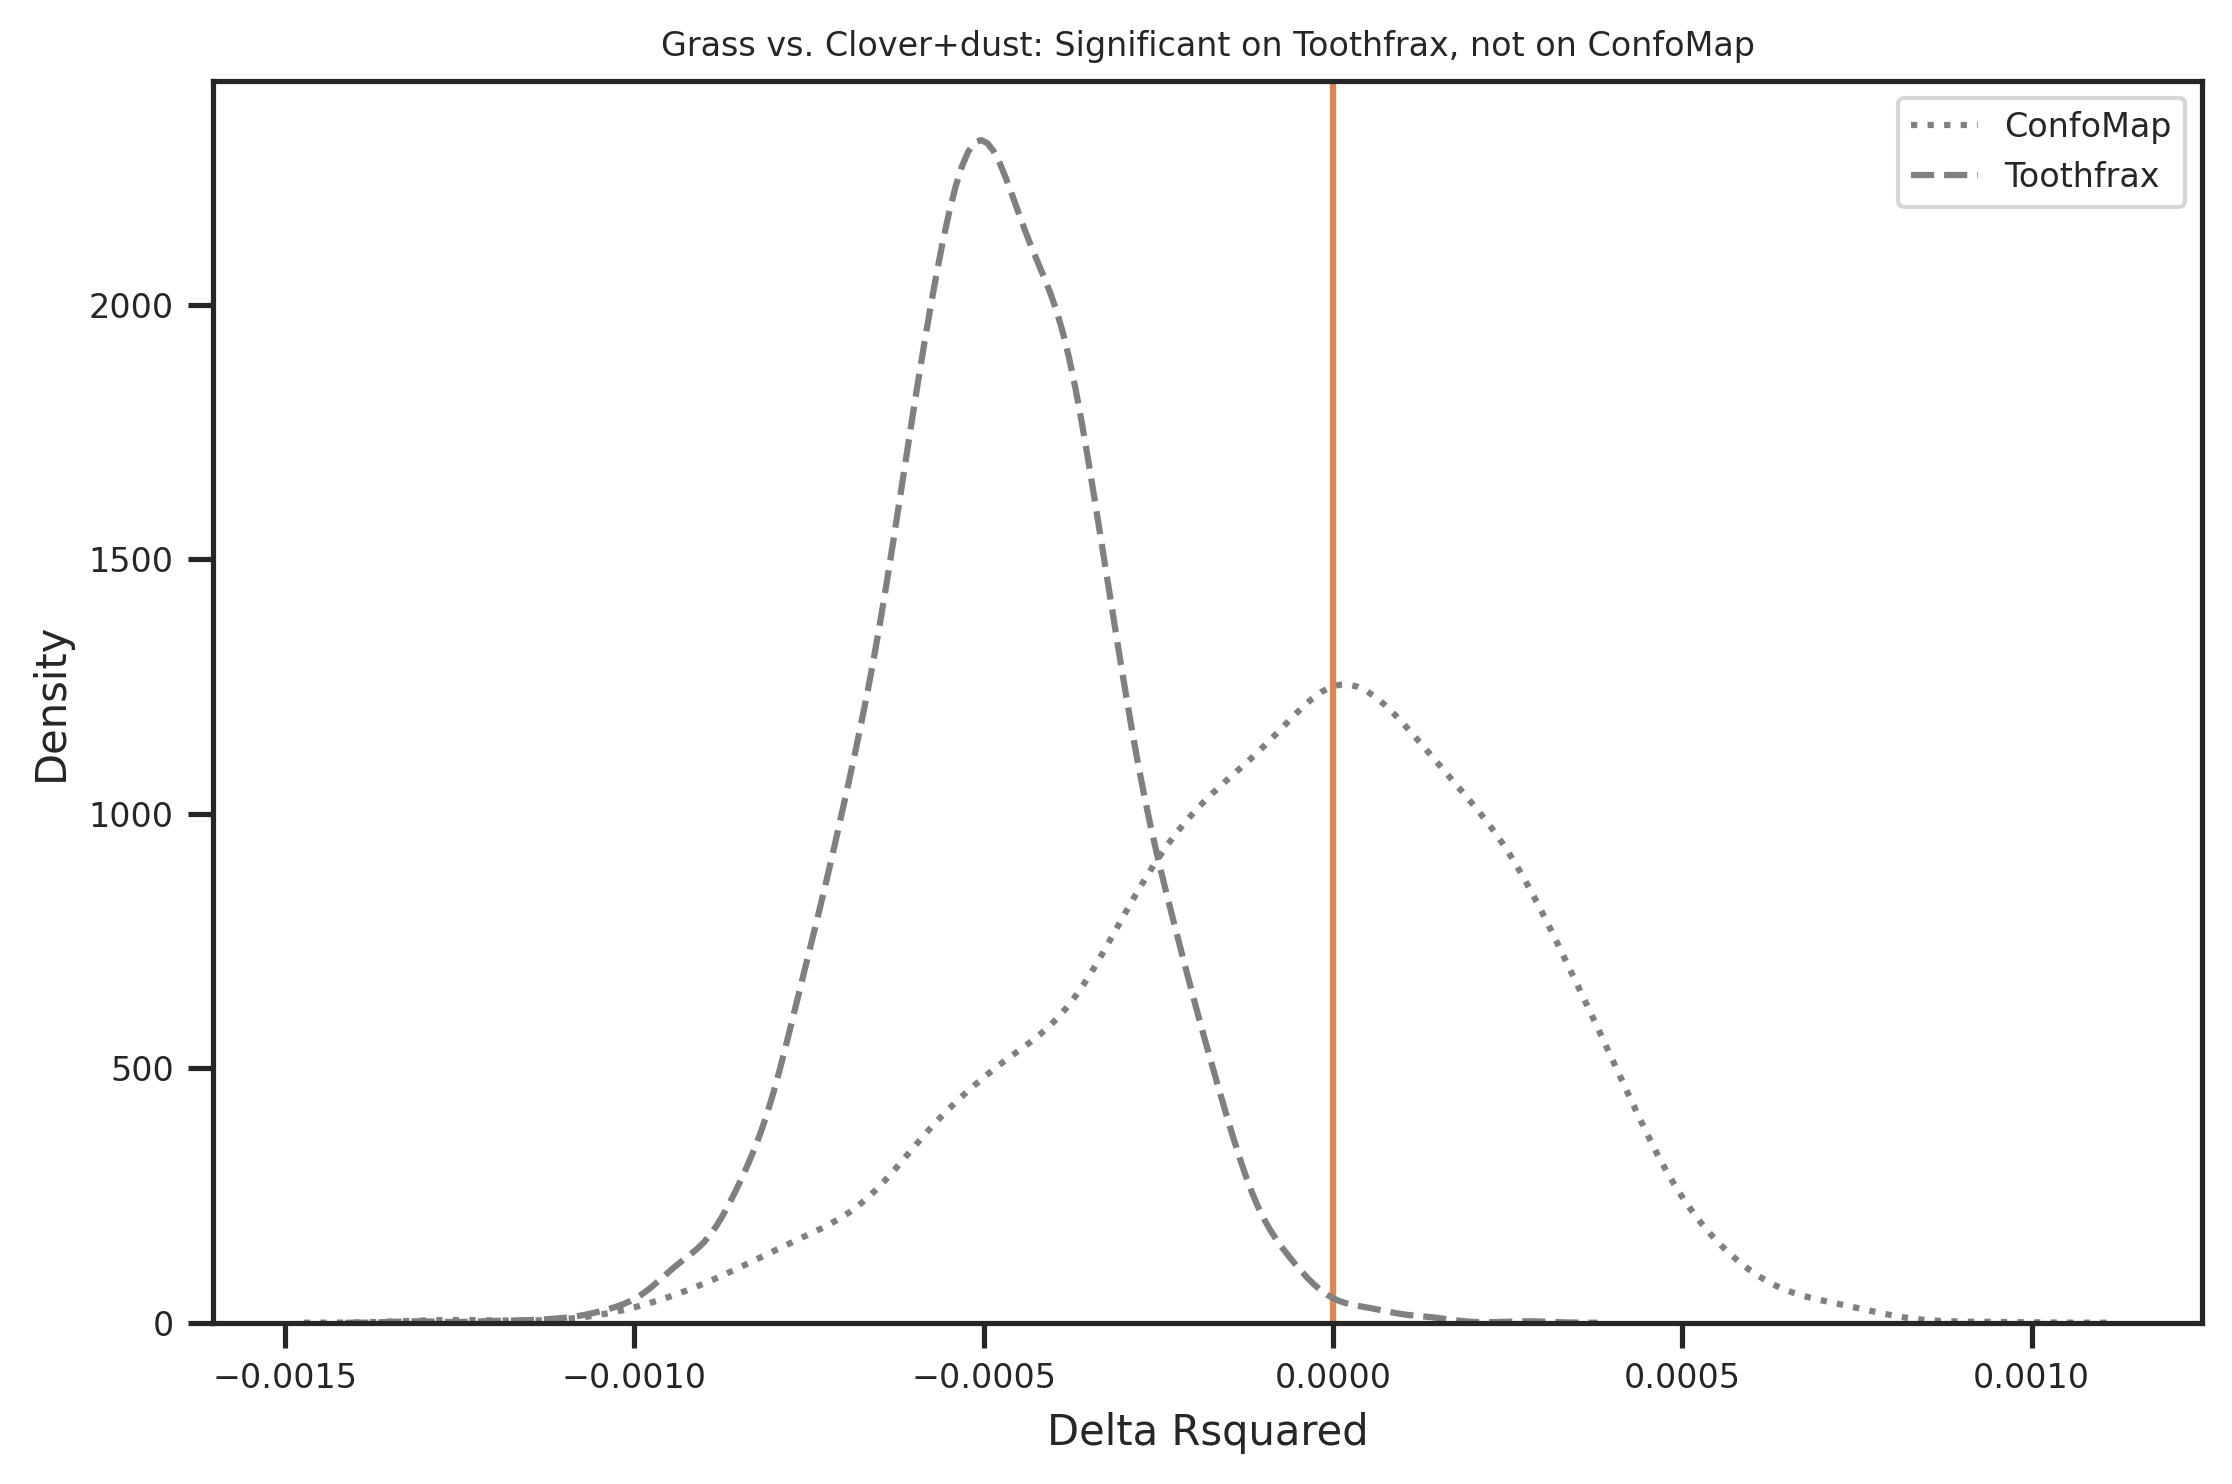 Grass vs. Clover+dust: Significant on Toothfrax, not on ConfoMap
ConfoMap
Toothfrax
Density
2000
1500
1000
500
0
−0.0015
−0.0010
−0.0005
0.0000
0.0005
0.0010
Delta Rsquared